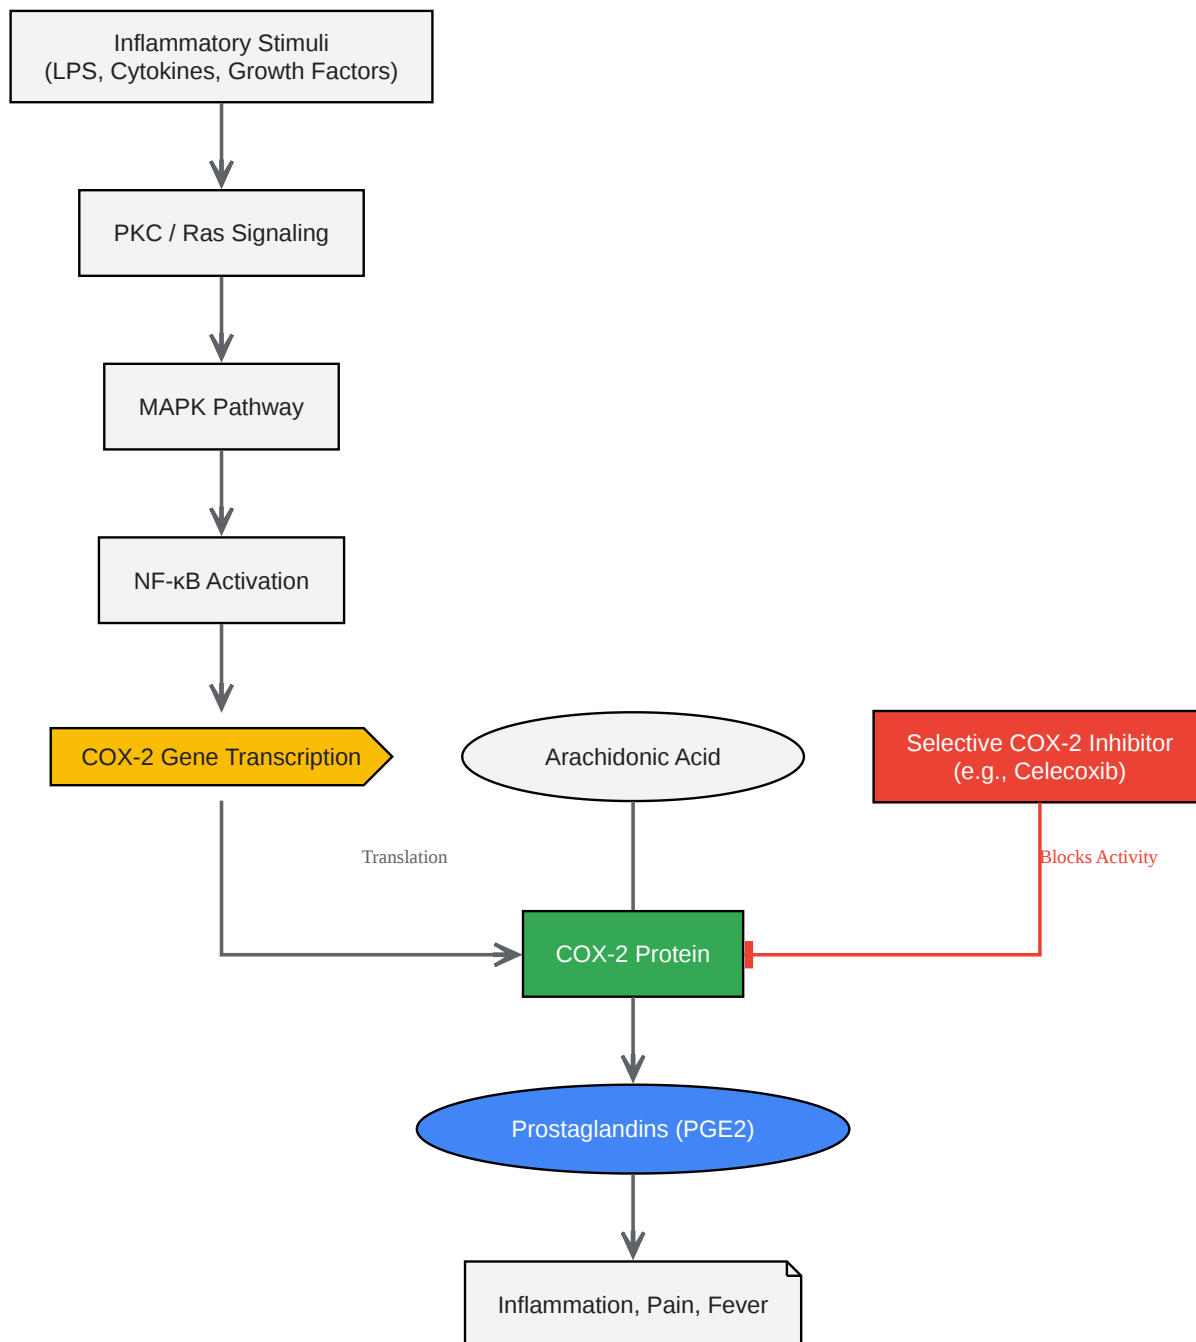 Inflammatory Stimuli
(LPS, Cytokines, Growth Factors)
PKC / Ras Signaling
MAPK Pathway
NF-κB Activation
COX-2 Gene Transcription
Arachidonic Acid
Selective COX-2 Inhibitor
(e.g., Celecoxib)
Translation
Blocks Activity
COX-2 Protein
Prostaglandins (PGE2)
Inflammation, Pain, Fever